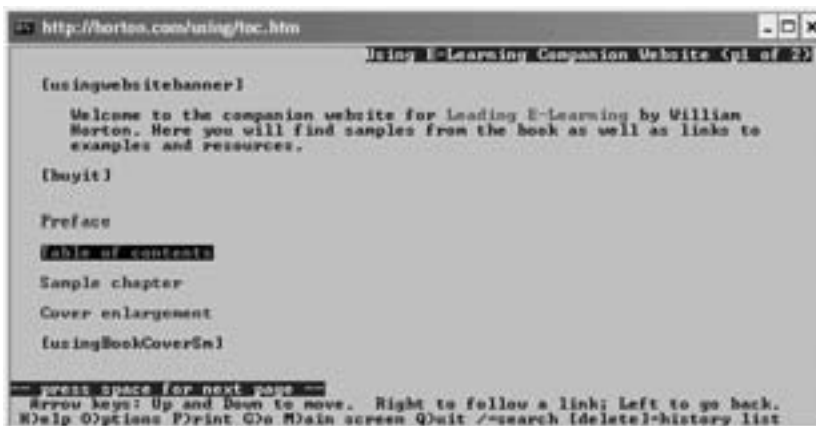 http://horton.com/using/toc.htm
Using E-Learning Companion Website (p1 of 2)
[usingwebsitebanner]
Welcome to the companion website for Leading E-Learning by William
Horton. Here you will find samples from the book as well as links to
examples and resources.
[buyit]
Preface
Table of contents
Sample chapter
Cover enlargement
[usingBookCoverSm]
-- press space for next page --
Arrow keys: Up and Down to move. Right to follow a link; Left to go back.
H)elp O)ptions P)rint G)o M)ain screen Q)uit /=search [delete]=history list